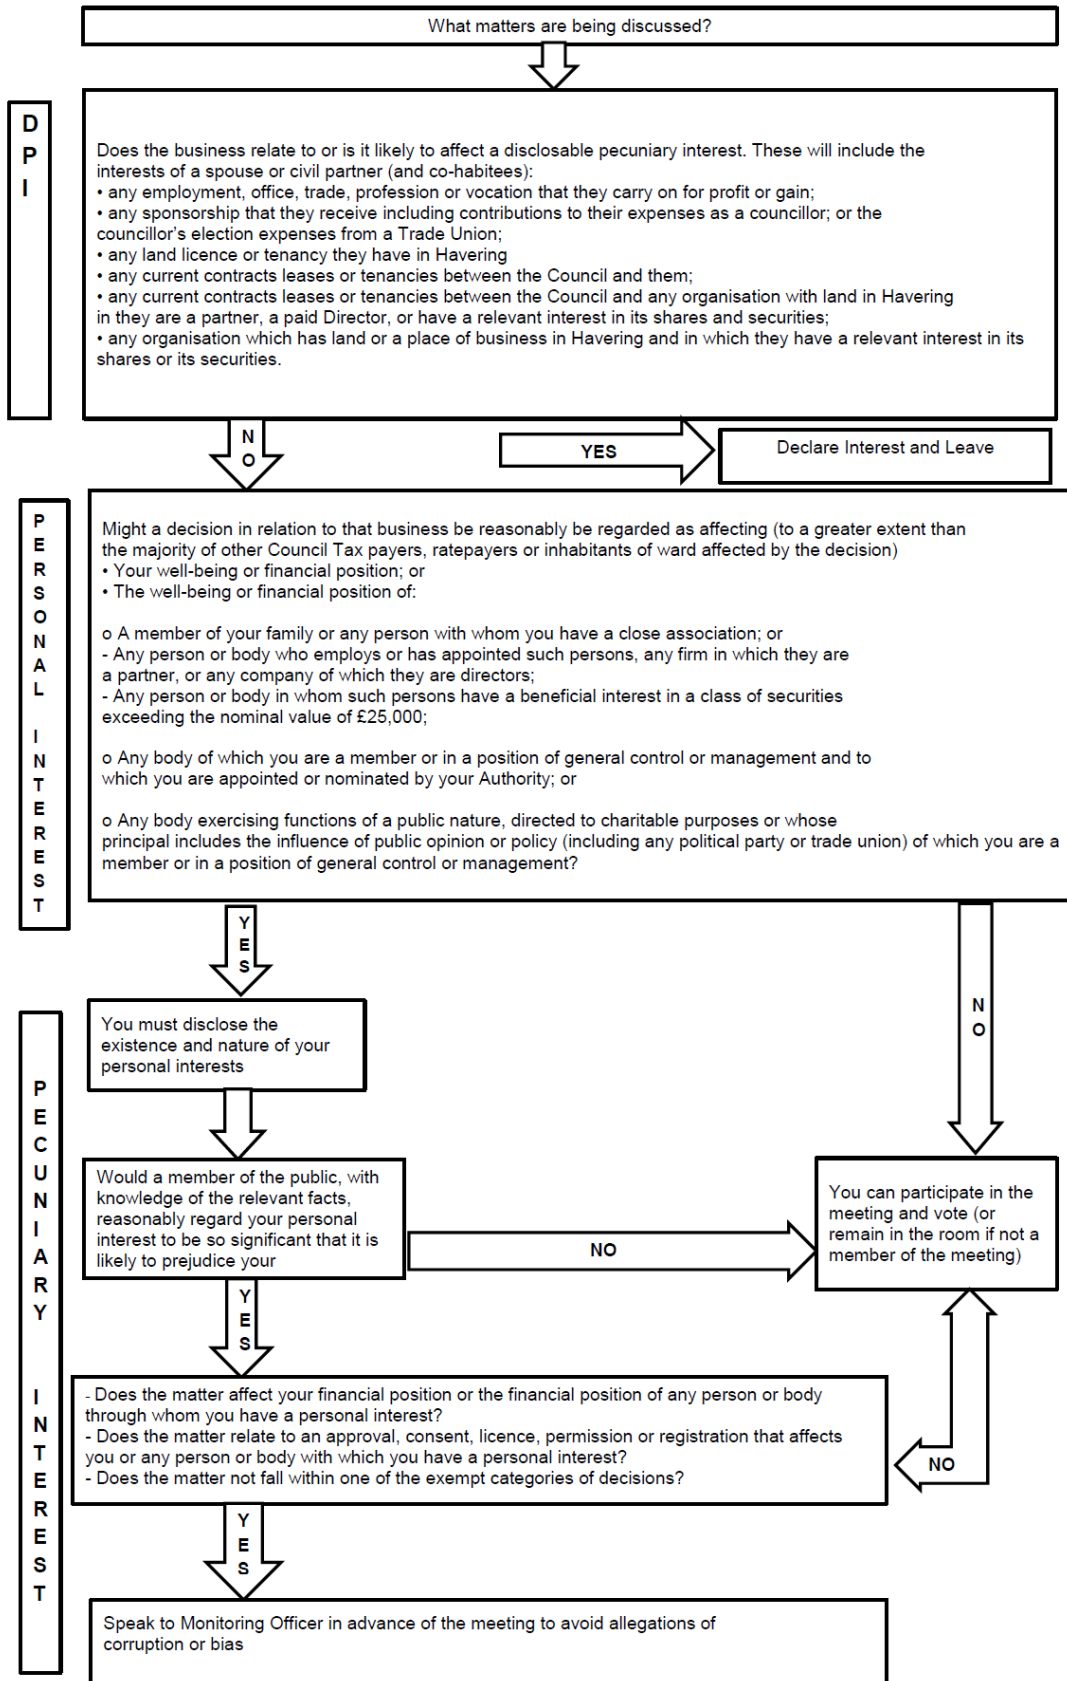 What matters are being discussed?
D
P
I
Does the business relate to or is it likely to affect a disclosable pecuniary interest. These will include the
interests of a spouse or civil partner (and co-habitees):
• any employment, office, trade, profession or vocation that they carry on for profit or gain;
• any sponsorship that they receive including contributions to their expenses as a councillor; or the
councillor's election expenses from a Trade Union;
• any land licence or tenancy they have in Havering
• any current contracts leases or tenancies between the Council and them;
• any current contracts leases or tenancies between the Council and any organisation with land in Havering
in they are a partner, a paid Director, or have a relevant interest in its shares and securities;
• any organisation which has land or a place of business in Havering and in which they have a relevant interest in its
shares or its securities.
N
O
YES
Declare Interest and Leave
P
E
R
S
O
N
A
L
I
N
T
E
R
E
S
T
Might a decision in relation to that business be reasonably be regarded as affecting (to a greater extent than
the majority of other Council Tax payers, ratepayers or inhabitants of ward affected by the decision)
• Your well-being or financial position; or
• The well-being or financial position of:
o A member of your family or any person with whom you have a close association; or
- Any person or body who employs or has appointed such persons, any firm in which they are
a partner, or any company of which they are directors;
- Any person or body in whom such persons have a beneficial interest in a class of securities
exceeding the nominal value of £25,000;
o Any body of which you are a member or in a position of general control or management and to
which you are appointed or nominated by your Authority; or
o Any body exercising functions of a public nature, directed to charitable purposes or whose
principal includes the influence of public opinion or policy (including any political party or trade union) of which you are a
member or in a position of general control or management?
Y
E
S
N
O
P
E
C
U
N
I
A
R
Y
I
N
T
E
R
E
S
T
You must disclose the
existence and nature of your
personal interests
Would a member of the public, with
knowledge of the relevant facts,
reasonably regard your personal
interest to be so significant that it is
likely to prejudice your
NO
You can participate in the
meeting and vote (or
remain in the room if not a
member of the meeting)
Y
E
S
- Does the matter affect your financial position or the financial position of any person or body
through whom you have a personal interest?
- Does the matter relate to an approval, consent, licence, permission or registration that affects
you or any person or body with which you have a personal interest?
- Does the matter not fall within one of the exempt categories of decisions?
NO
Y
E
S
Speak to Monitoring Officer in advance of the meeting to avoid allegations of
corruption or bias